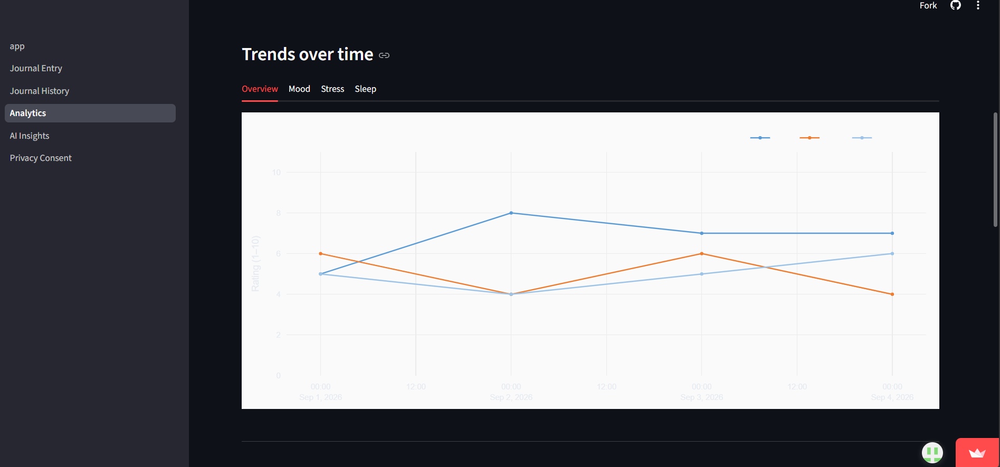 Fork
app
Journal Entry
Journal History
Analytics
AI Insights
Privacy Consent
Trends over time
Overview Mood Stress Sleep
10
8
6
4
2
0
Rating (1–10)
00:00 12:00 00:00 12:00 00:00 12:00 00:00
Sep 1, 2026 Sep 2, 2026 Sep 3, 2026 Sep 4, 2026